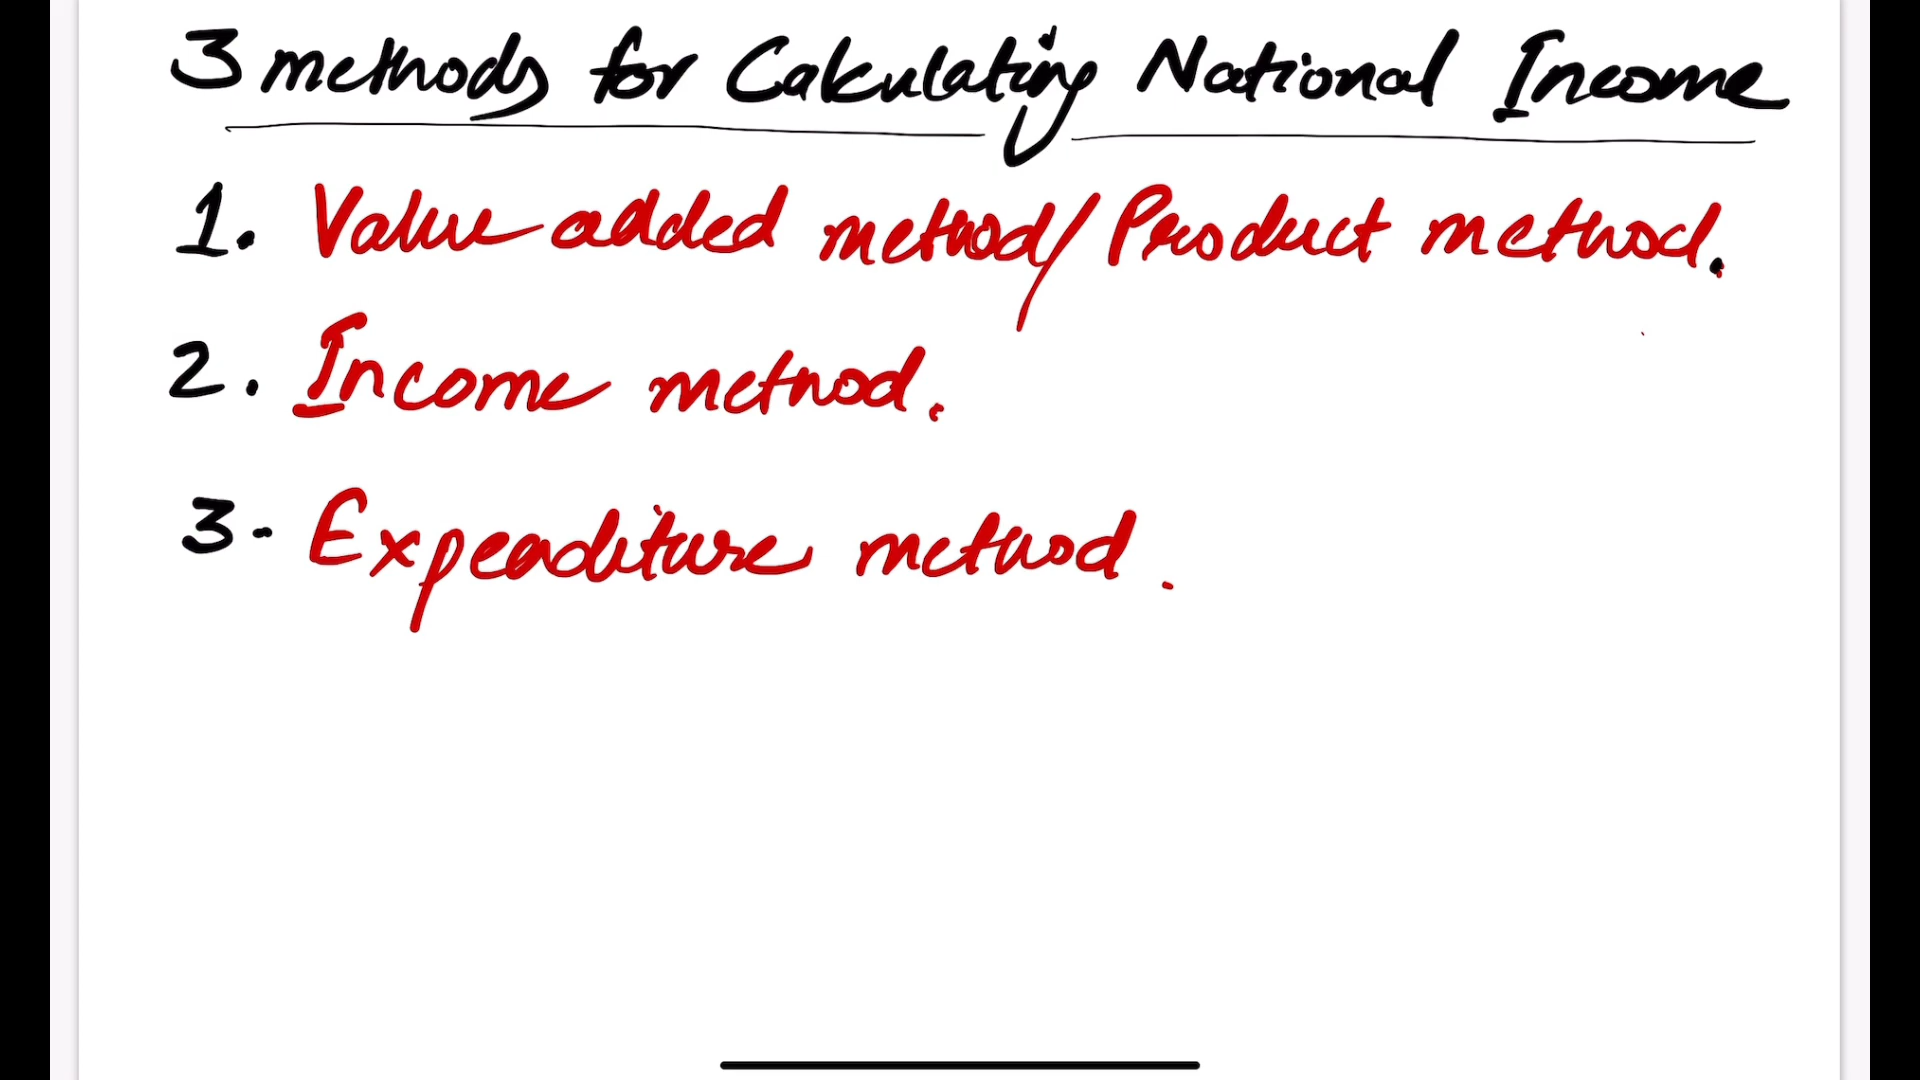 3 methods for Calculating National Income
1. Value added method/ Product method.
2. Income method.
3- Expenditure method.